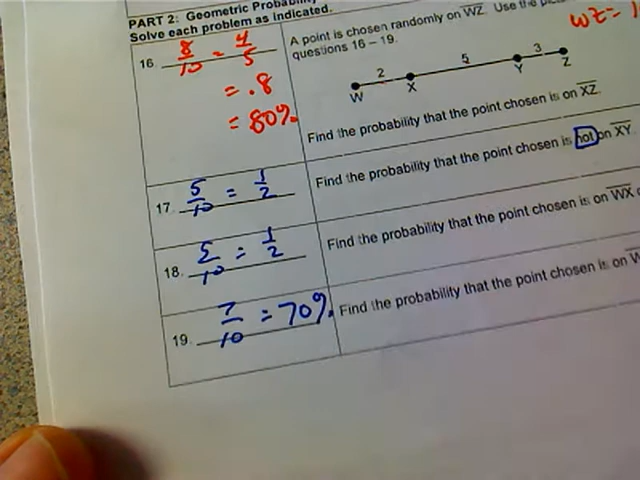 PART 2: Geometric Probability
Solve each problem as indicated.
16. 8/10 = 4/5
= .8
= 80%
A point is chosen randomly on WZ. Use the
questions 16 – 19.
WZ = 1
2 5 3
W X Y Z
Find the probability that the point chosen is on XZ.
17. 5/10 = 1/2
Find the probability that the point chosen is not on XY
18. 5/10 = 1/2
Find the probability that the point chosen is on WX
19. 7/10 = 70%
Find the probability that the point chosen is on W